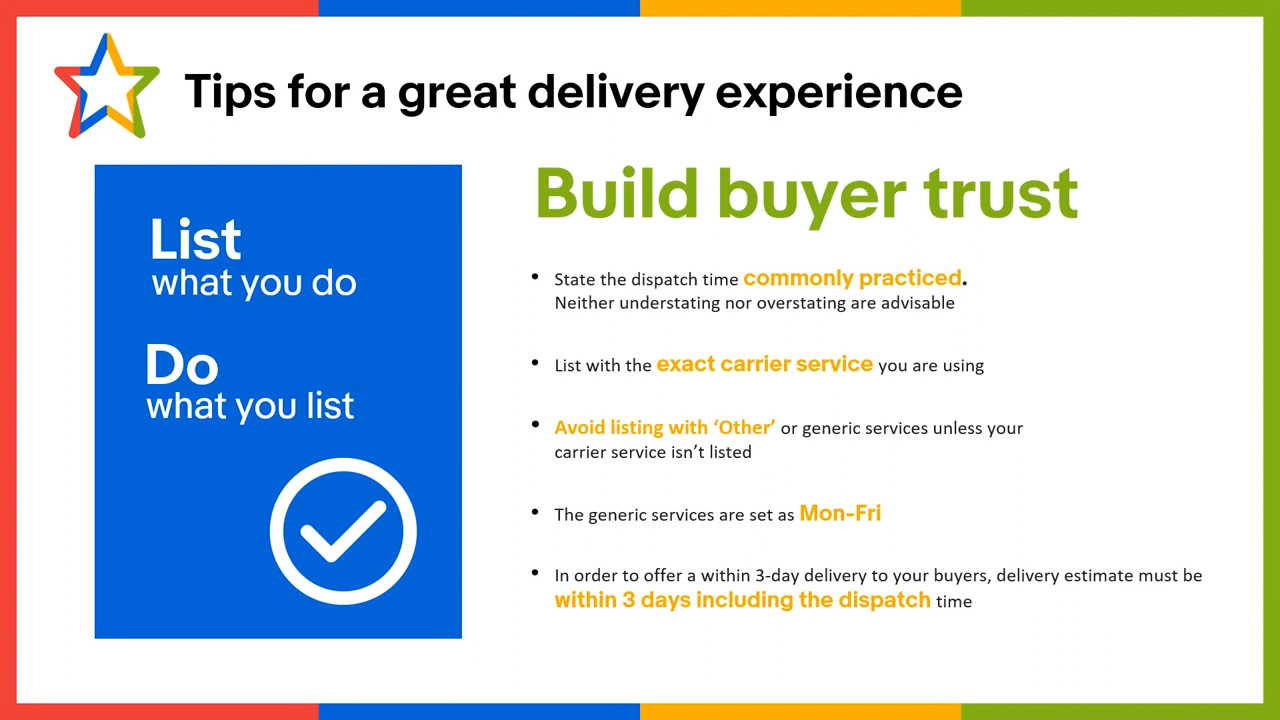 Tips for a great delivery experience
List
what you do
Do
what you list
Build buyer trust
• State the dispatch time commonly practiced.
Neither understating nor overstating are advisable
• List with the exact carrier service you are using
• Avoid listing with ‘Other’ or generic services unless your
carrier service isn’t listed
• The generic services are set as Mon-Fri
• In order to offer a within 3-day delivery to your buyers, delivery estimate must be
within 3 days including the dispatch time